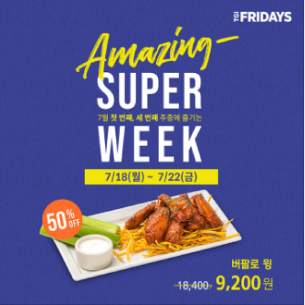 TGI FRIDAYS
Amazing
SUPER
7월 첫 번째, 세 번째 주중에 즐기는
WEEK
7/18(월) ~ 7/22(금)
50%
OFF
버팔로 윙
18,400 9,200원